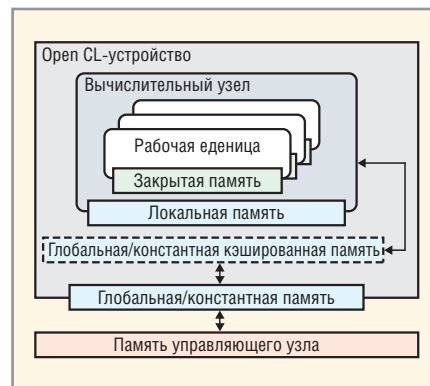 Open CL-устройство
Вычислительный узел
Рабочая еденица
Закрытая память
Локальная память
Глобальная/константная кэшированная память
Глобальная/константная память
Память управляющего узла